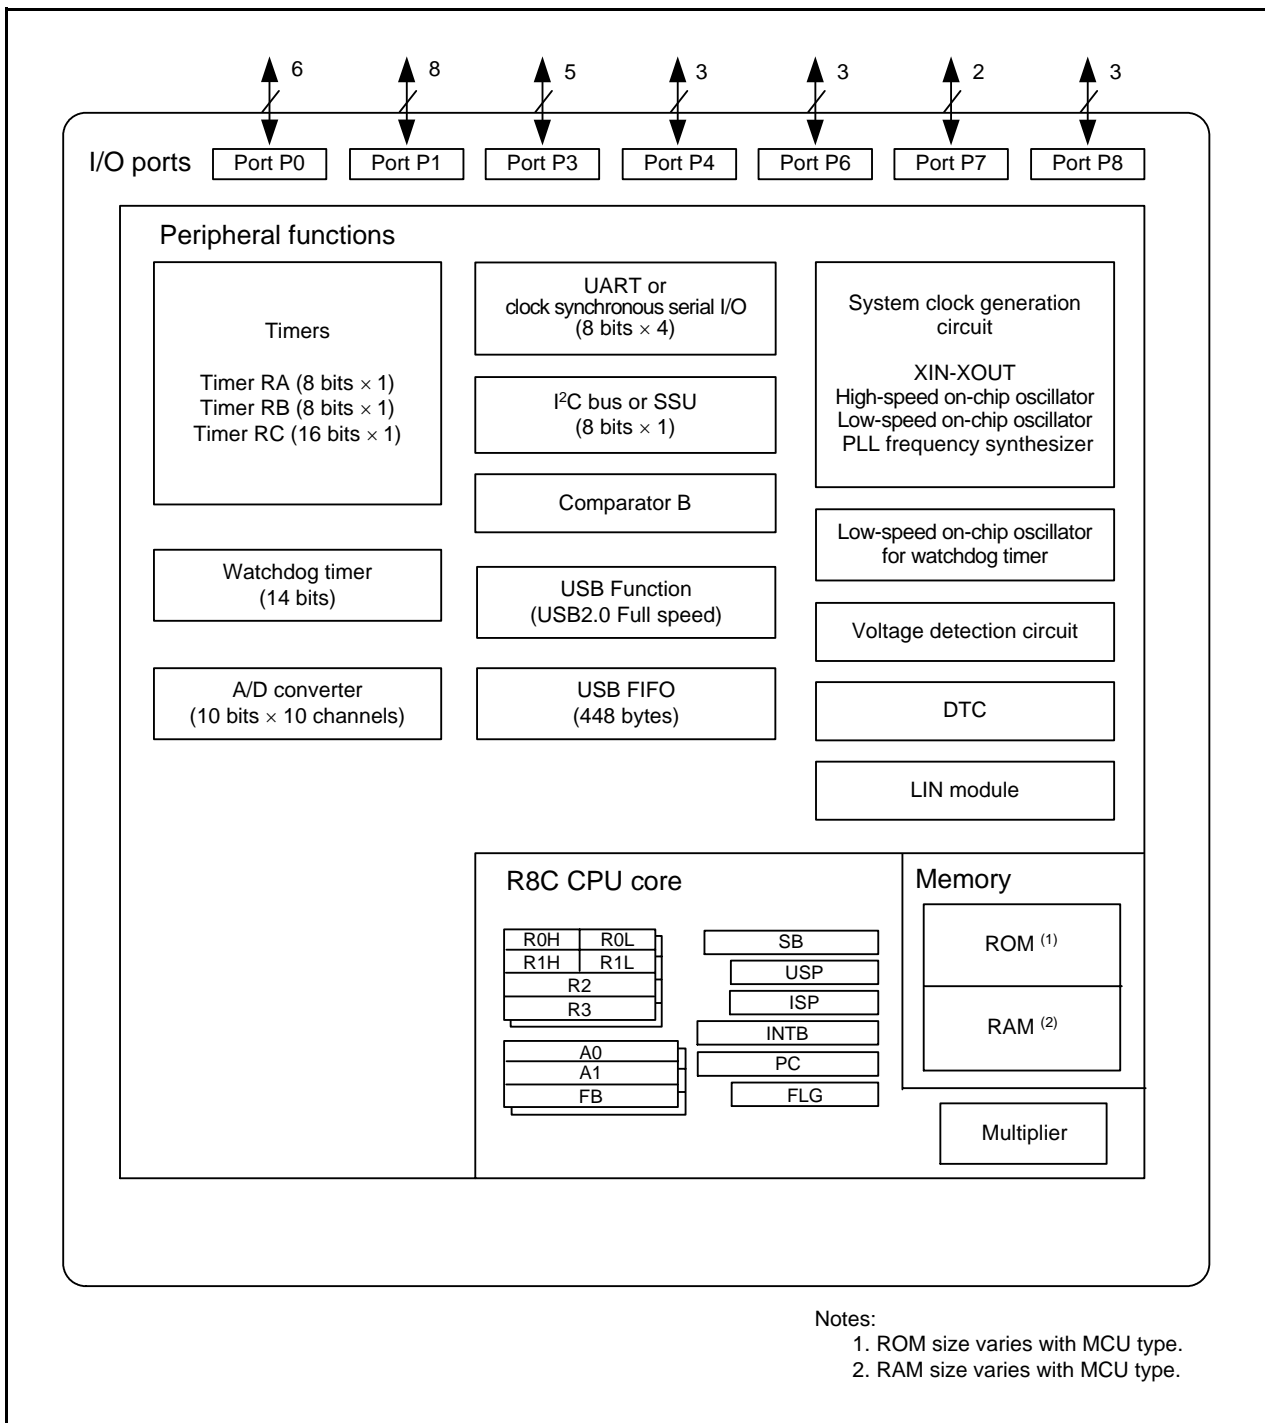 6
8
5
3
3
2
3
I/O ports
Port P0
Port P1
Port P3
Port P4
Port P6
Port P7
Port P8
Peripheral functions
Timers
Timer RA (8 bits × 1)
Timer RB (8 bits × 1)
Timer RC (16 bits × 1)
Watchdog timer
(14 bits)
A/D converter
(10 bits × 10 channels)
UART or
clock synchronous serial I/O
(8 bits × 4)
I²C bus or SSU
(8 bits × 1)
Comparator B
USB Function
(USB2.0 Full speed)
USB FIFO
(448 bytes)
System clock generation
circuit
XIN-XOUT
High-speed on-chip oscillator
Low-speed on-chip oscillator
PLL frequency synthesizer
Low-speed on-chip oscillator
for watchdog timer
Voltage detection circuit
DTC
LIN module
R8C CPU core
R0H
R0L
R1H
R1L
R2
R3
A0
A1
FB
SB
USP
ISP
INTB
PC
FLG
Memory
ROM (1)
RAM (2)
Multiplier
Notes:
1. ROM size varies with MCU type.
2. RAM size varies with MCU type.